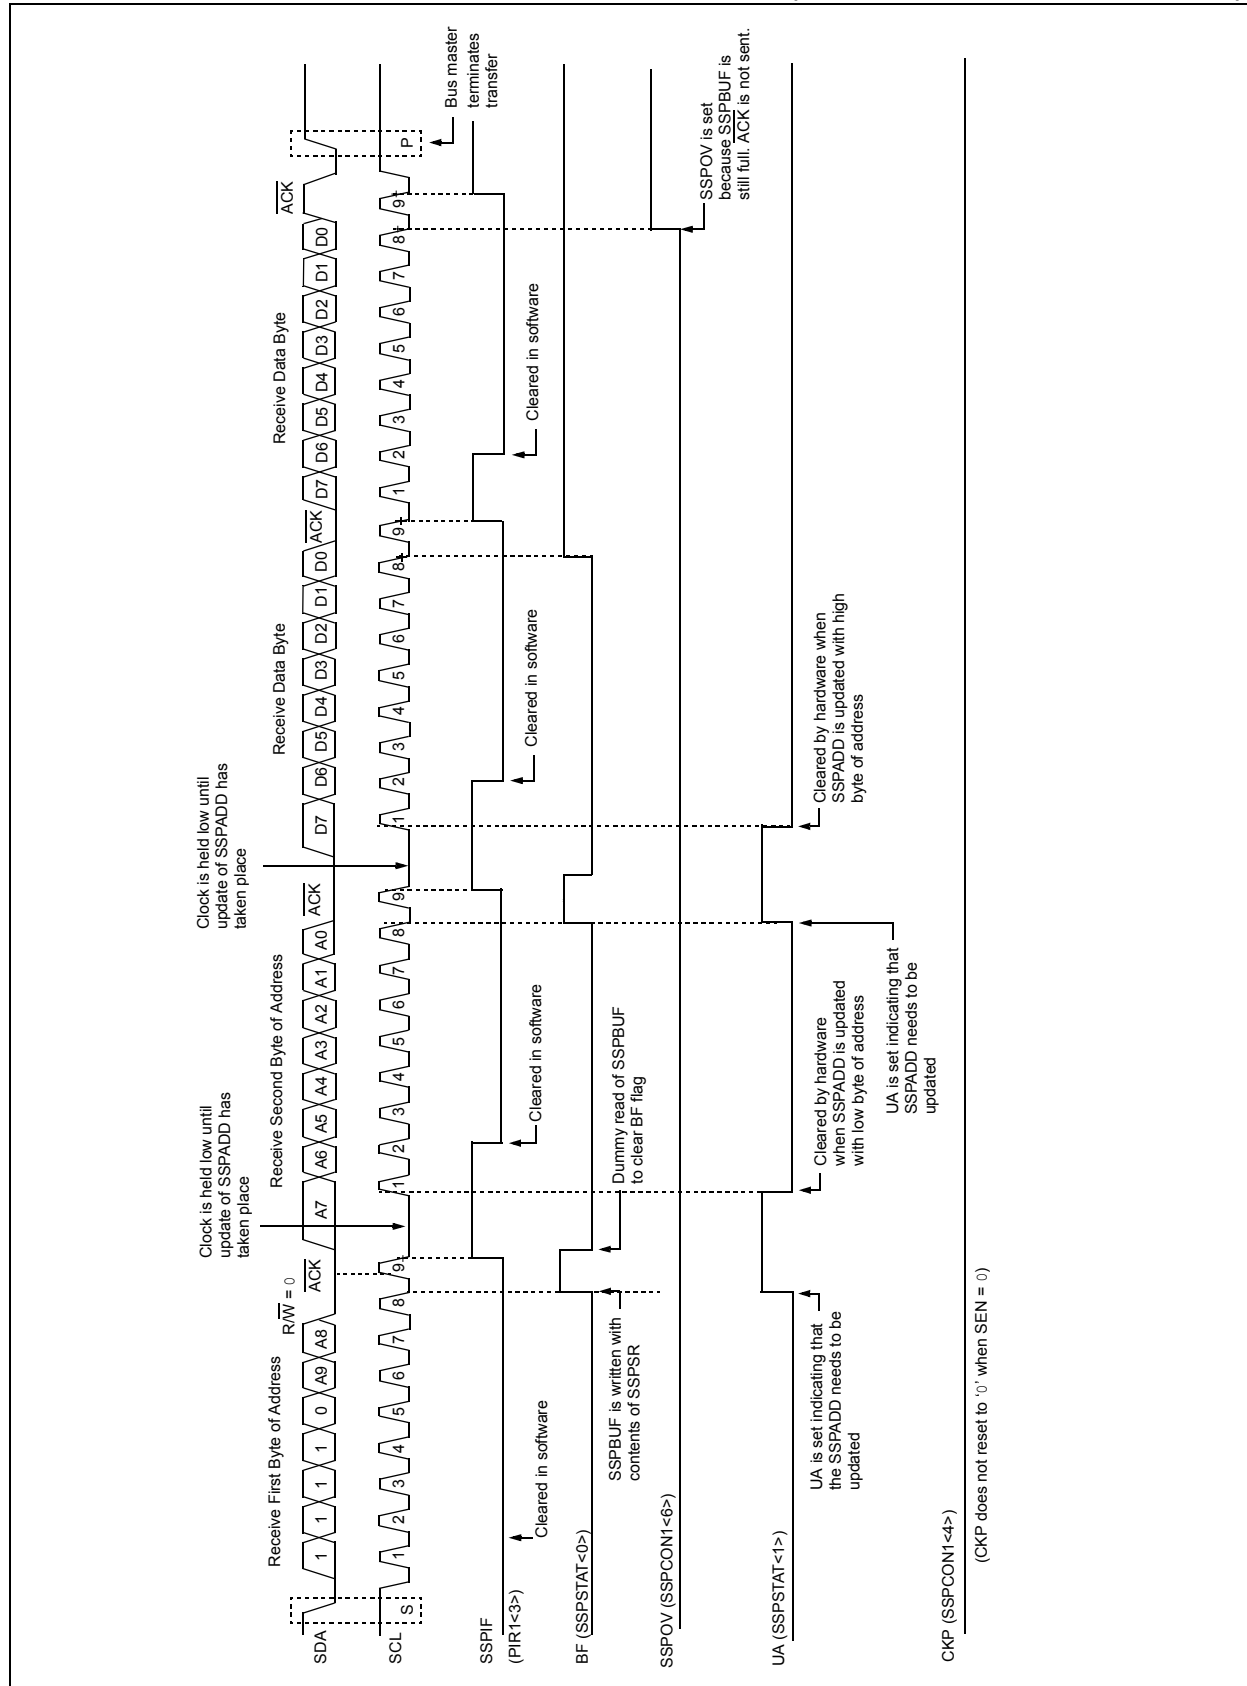 Receive First Byte of Address
R/W = 0
ACK
Clock is held low until
update of SSPADD has
taken place
Receive Second Byte of Address
ACK
Clock is held low until
update of SSPADD has
taken place
Receive Data Byte
ACK
Receive Data Byte
ACK
SDA
1 1 1 1 0 A9 A8 A7 A6 A5 A4 A3 A2 A1 A0 D7 D6 D5 D4 D3 D2 D1 D0 D7 D6 D5 D4 D3 D2 D1 D0
SCL
S 1 2 3 4 5 6 7 8 9 1 2 3 4 5 6 7 8 9 1 2 3 4 5 6 7 8 9 1 2 3 4 5 6 7 8 9 P
Bus master
terminates
transfer
SSPIF
(PIR1<3>)
Cleared in software
Cleared in software
Cleared in software
Cleared in software
BF (SSPSTAT<0>)
SSPBUF is written with
contents of SSPSR
Dummy read of SSPBUF
to clear BF flag
SSPOV (SSPCON1<6>)
SSPOV is set
because SSPBUF is
still full. ACK is not sent.
UA (SSPSTAT<1>)
UA is set indicating that
the SSPADD needs to be
updated
Cleared by hardware
when SSPADD is updated
with low byte of address
UA is set indicating that
SSPADD needs to be
updated
Cleared by hardware when
SSPADD is updated with high
byte of address
CKP (SSPCON1<4>)
(CKP does not reset to ‘0’ when SEN = 0)